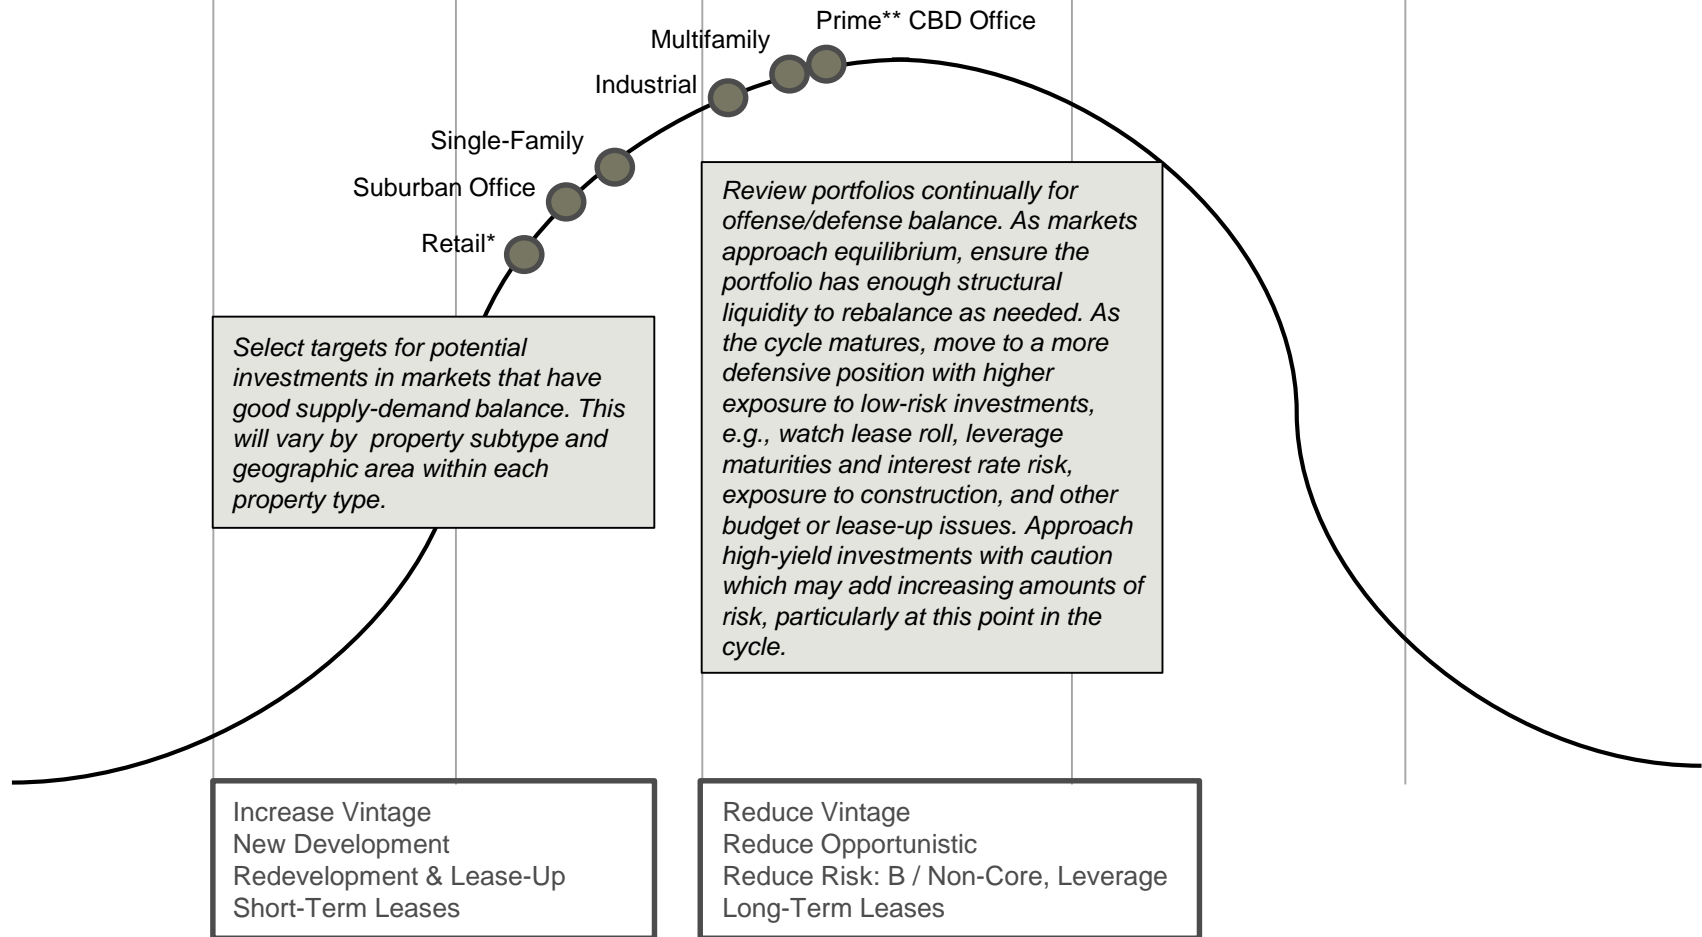 Prime** CBD Office
Multifamily
Industrial
Single-Family
Suburban Office
Retail*
Select targets for potential
investments in markets that have
good supply-demand balance. This
will vary by  property subtype and
geographic area within each
property type.
Review portfolios continually for
offense/defense balance. As markets
approach equilibrium, ensure the
portfolio has enough structural
liquidity to rebalance as needed. As
the cycle matures, move to a more
defensive position with higher
exposure to low-risk investments,
e.g., watch lease roll, leverage
maturities and interest rate risk,
exposure to construction, and other
budget or lease-up issues. Approach
high-yield investments with caution
which may add increasing amounts of
risk, particularly at this point in the
cycle.
Increase Vintage
New Development
Redevelopment & Lease-Up
Short-Term Leases
Reduce Vintage
Reduce Opportunistic
Reduce Risk: B / Non-Core, Leverage
Long-Term Leases